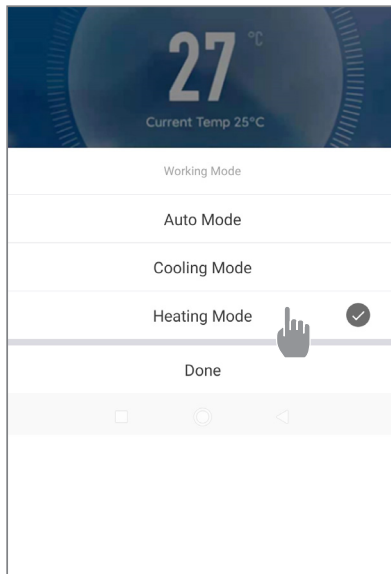 27 °C
Current Temp 25°C
Working Mode
Auto Mode
Cooling Mode
Heating Mode
Done